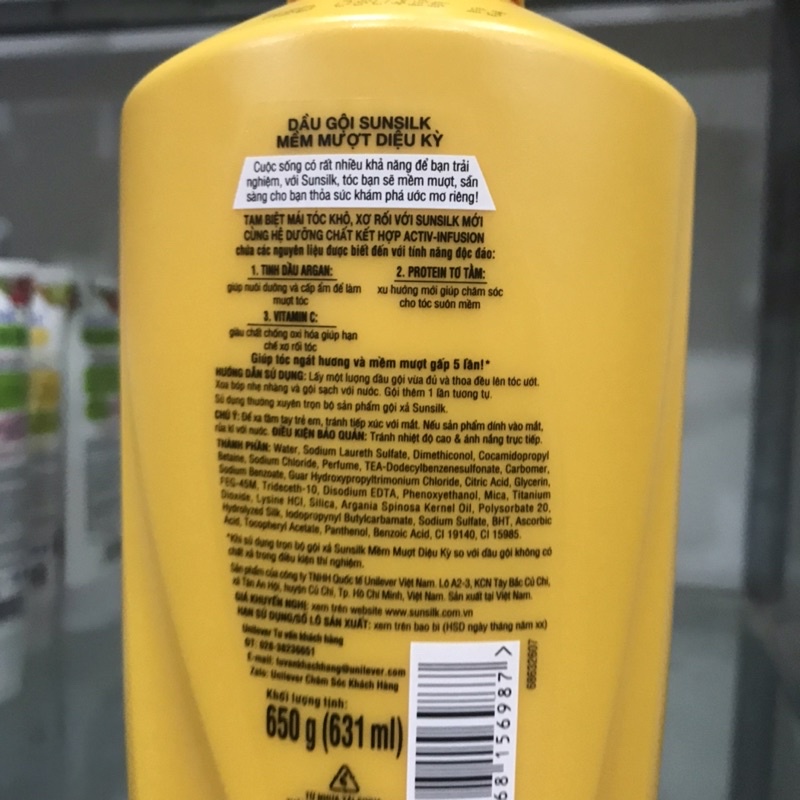 DẦU GỘI SUNSILK
MỀM MƯỢT DIỆU KỲ
Cuộc sống có rất nhiều khả năng để bạn trải
nghiệm, với Sunsilk, tóc bạn sẽ mềm mượt, sẵn
sàng cho bạn thỏa sức khám phá ước mơ riêng!
TẠM BIỆT MÁI TÓC KHÔ, XƠ RỐI VỚI SUNSILK MỚI
CÙNG HỆ DƯỠNG CHẤT KẾT HỢP ACTIV-INFUSION
chứa các nguyên liệu được biết đến với tính năng độc đáo:
1. TINH DẦU ARGAN:
giúp nuôi dưỡng và cấp ẩm để làm
mượt tóc
2. PROTEIN TƠ TẰM:
xu hướng mới giúp chăm sóc
cho tóc suôn mềm
3. VITAMIN C:
giàu chất chống oxi hóa giúp hạn
chế xơ rối tóc
Giúp tóc ngát hương và mềm mượt gấp 5 lần!*
HƯỚNG DẪN SỬ DỤNG: Lấy một lượng dầu gội vừa đủ và thoa đều lên tóc ướt.
Xoa bóp nhẹ nhàng và gội sạch với nước. Gội thêm 1 lần tương tự.
Sử dụng thường xuyên trọn bộ sản phẩm gội xả Sunsilk.
CHÚ Ý: Để xa tầm tay trẻ em, tránh tiếp xúc với mắt. Nếu sản phẩm dính vào mắt,
rửa kĩ với nước. ĐIỀU KIỆN BẢO QUẢN: Tránh nhiệt độ cao & ánh nắng trực tiếp.
THÀNH PHẦN: Water, Sodium Laureth Sulfate, Dimethiconol, Cocamidopropyl
Betaine, Sodium Chloride, Perfume, TEA-Dodecylbenzenesulfonate, Carbomer,
Sodium Benzoate, Guar Hydroxypropyltrimonium Chloride, Citric Acid, Glycerin,
PEG-45M, Trideceth-10, Disodium EDTA, Phenoxyethanol, Mica, Titanium
Dioxide, Lysine HCl, Silica, Argania Spinosa Kernel Oil, Polysorbate 20,
Hydrolyzed Silk, Iodopropynyl Butylcarbamate, Sodium Sulfate, BHT, Ascorbic
Acid, Tocopheryl Acetate, Panthenol, Benzoic Acid, CI 19140, CI 15985.
*Khi sử dụng trọn bộ gội xả Sunsilk Mềm Mượt Diệu Kỳ so với dầu gội không có
chất xả trong điều kiện thí nghiệm.
Sản phẩm của công ty TNHH Quốc tế Unilever Việt Nam. Lô A2-3, KCN Tây Bắc Củ Chi,
xã Tân An Hội, huyện Củ Chi, Tp. Hồ Chí Minh, Việt Nam. Sản xuất tại Việt Nam.
GIÁ KHUYẾN NGHỊ: xem trên website www.sunsilk.com.vn
HẠN SỬ DỤNG/SỐ LÔ SẢN XUẤT: xem trên bao bì (HSD ngày tháng năm xx)
Unilever Tư vấn khách hàng
ĐT: 028-38236651
E-mail: tuvankhachhang@unilever.com
Zalo: Unilever Chăm Sóc Khách Hàng
Khối lượng tịnh:
650 g (631 ml)
68632607
68 156987 >